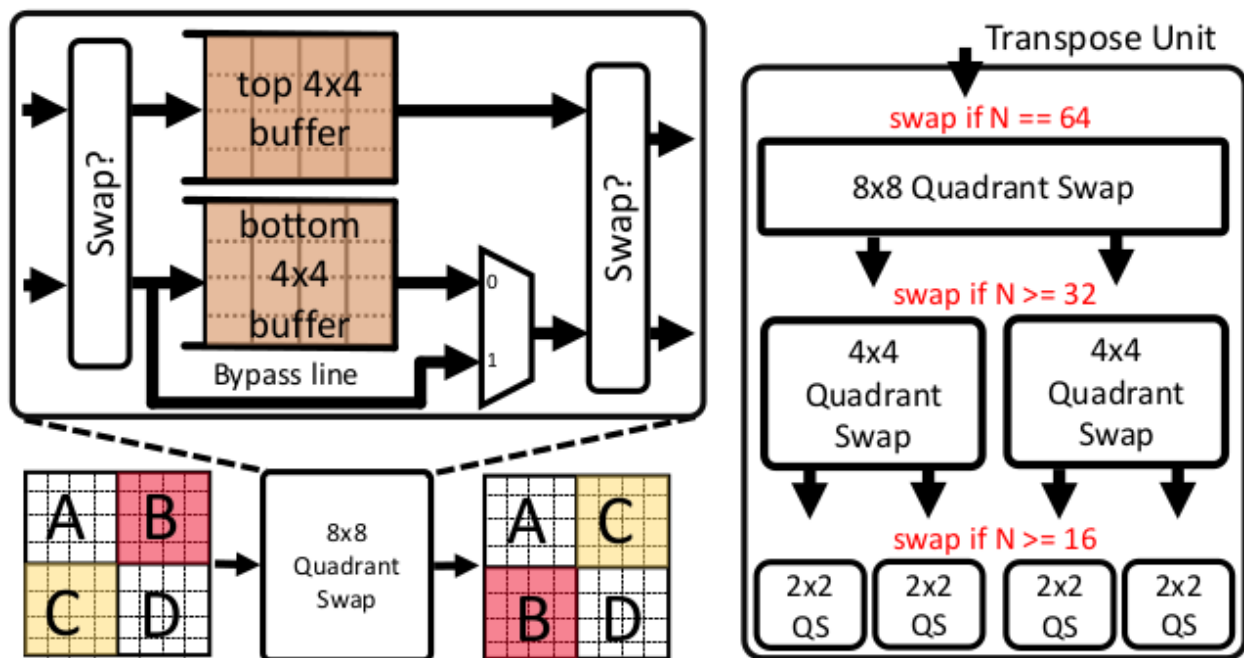 Swap?
top 4x4
buffer
bottom
4x4
buffer
0
1
Bypass line
Swap?
A
B
C
D
8x8
Quadrant
Swap
A
C
B
D
Transpose Unit
swap if N == 64
8x8 Quadrant Swap
swap if N >= 32
4x4
Quadrant
Swap
4x4
Quadrant
Swap
swap if N >= 16
2x2
QS
2x2
QS
2x2
QS
2x2
QS